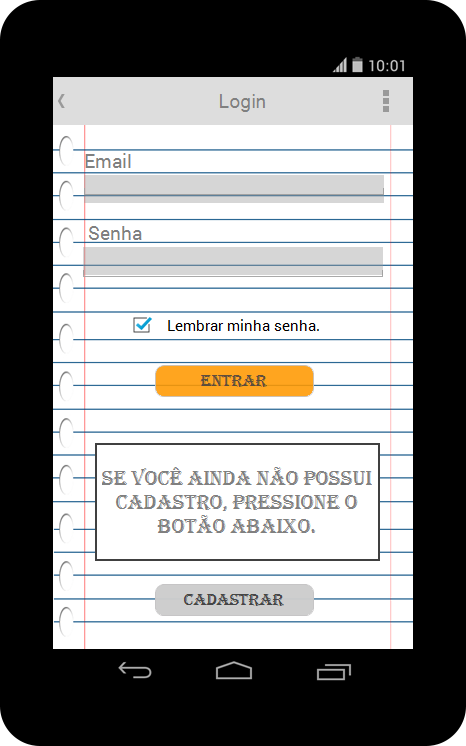 10:01
Login
Email
Senha
Lembrar minha senha.
ENTRAR
SE VOCÊ AINDA NÃO POSSUI
CADASTRO, PRESSIONE O
BOTÃO ABAIXO.
CADASTRAR